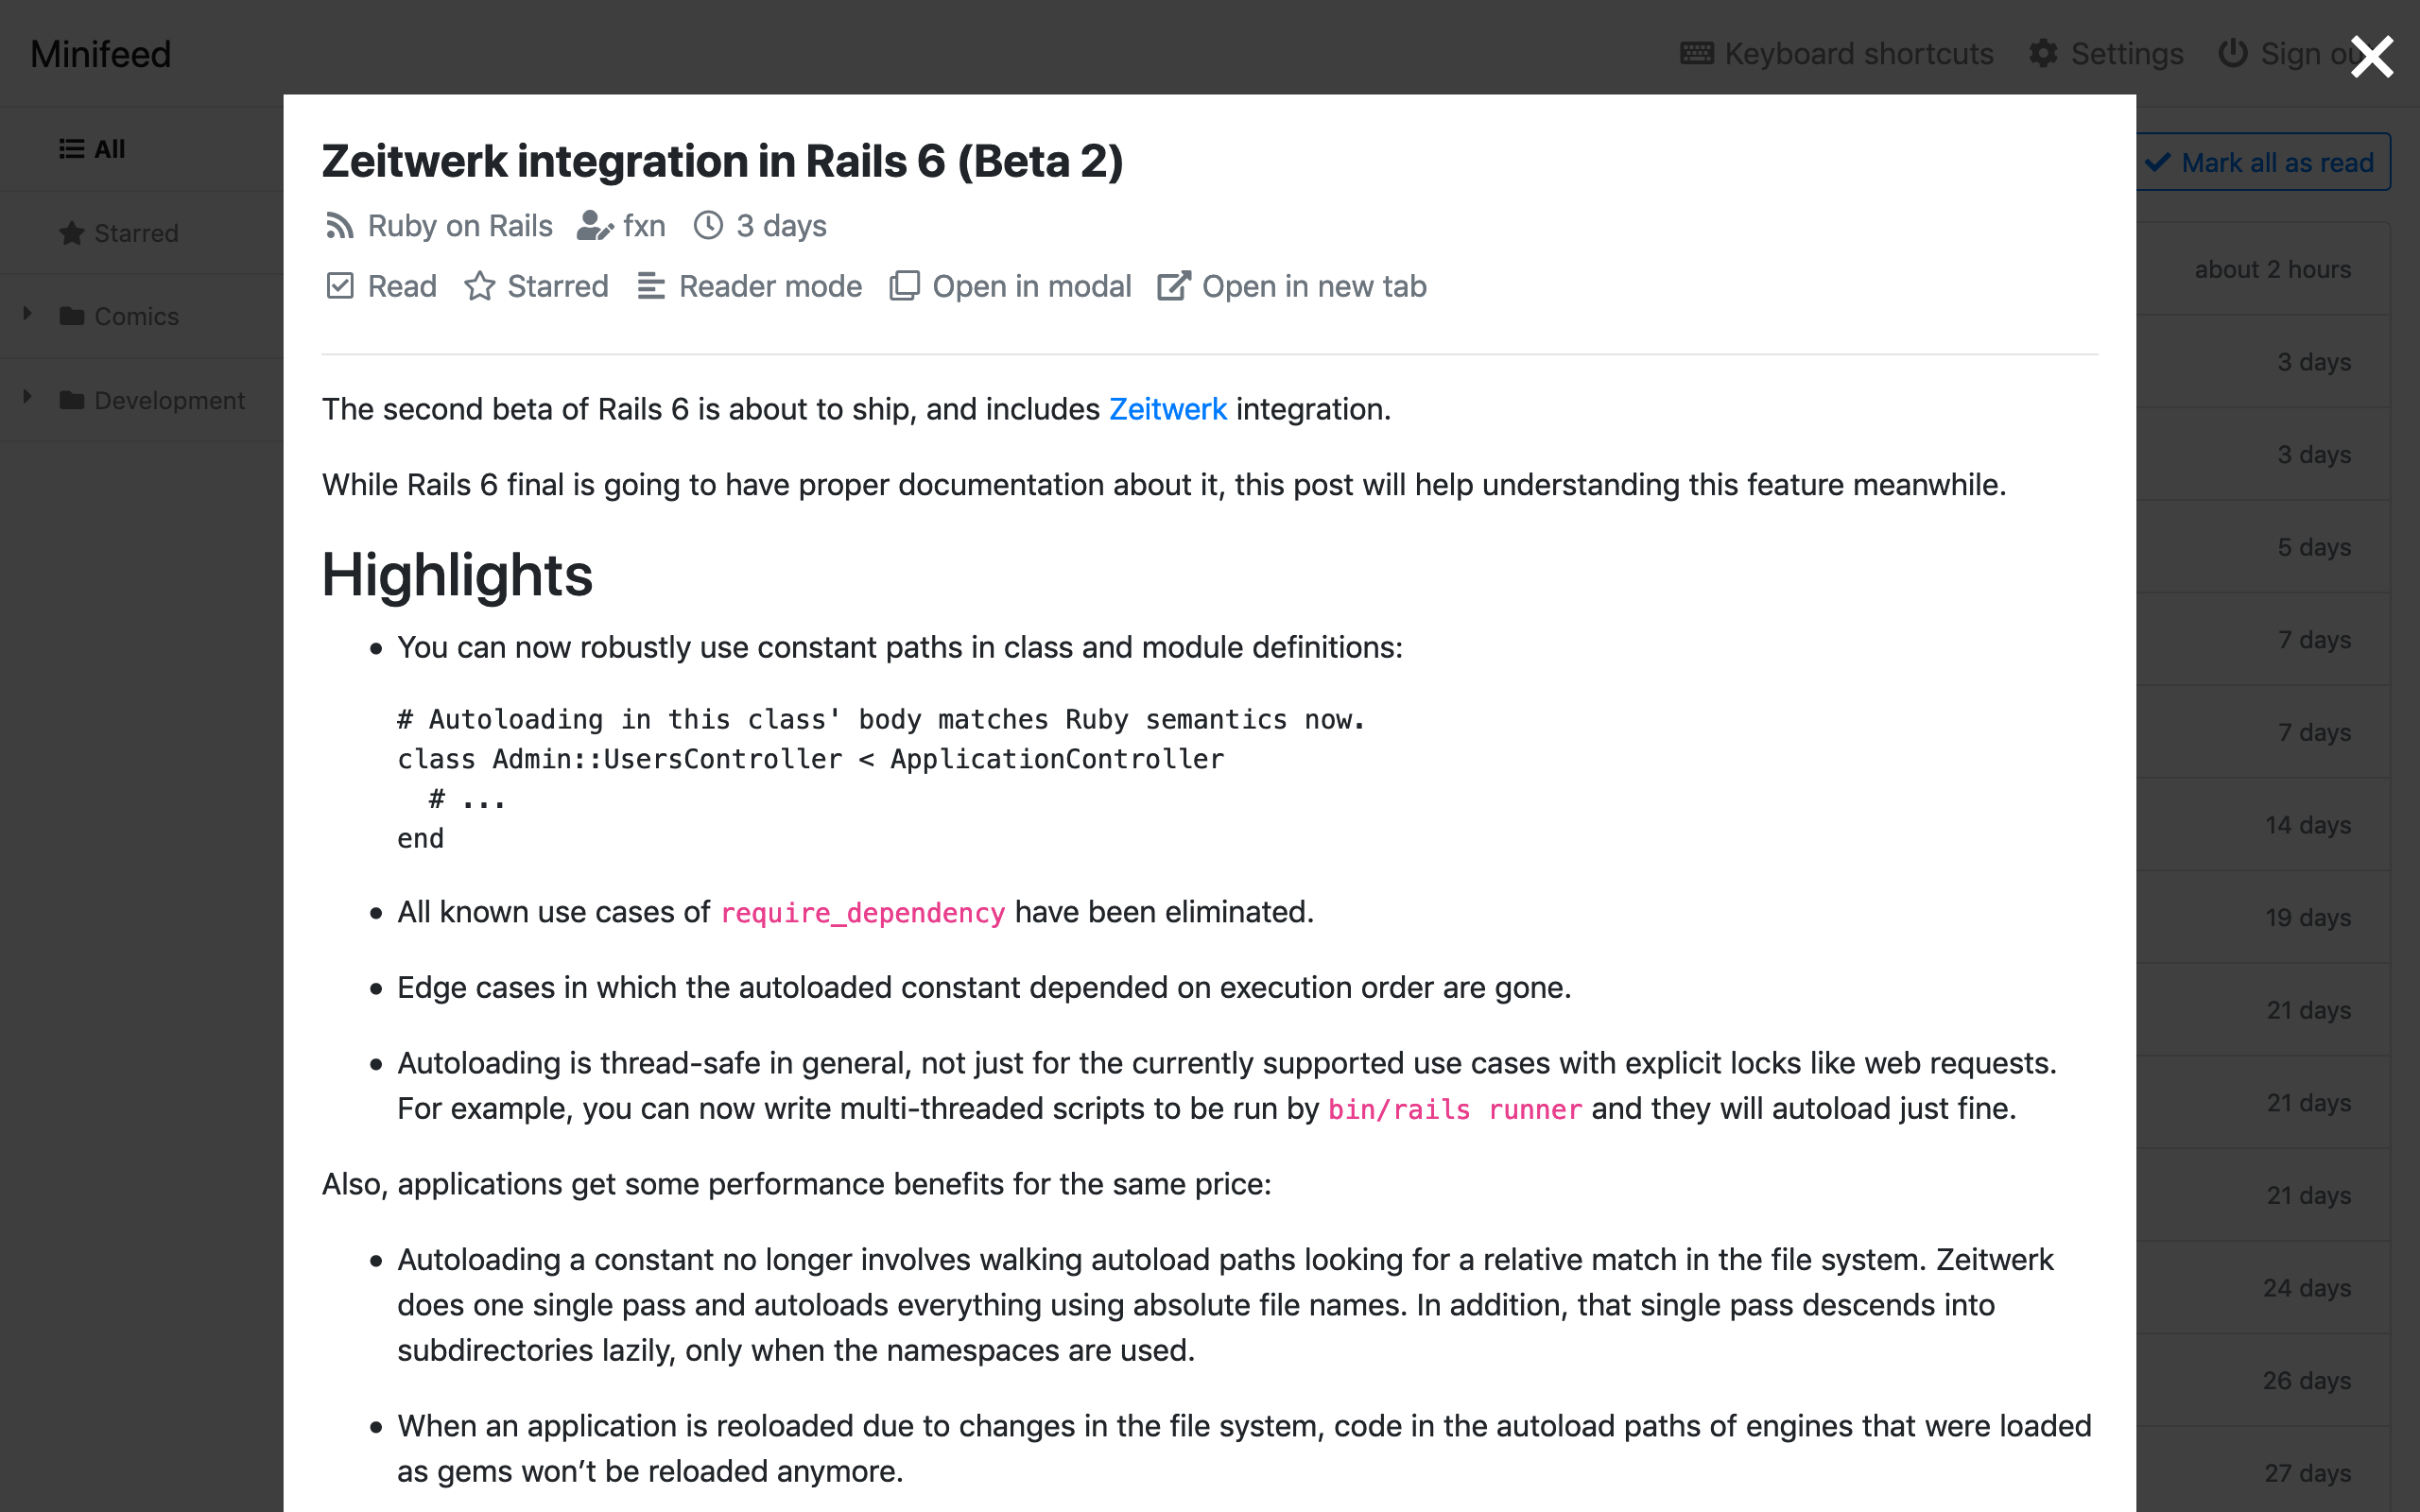 Minifeed
Keyboard shortcuts
Settings
Sign ou
All
Starred
Comics
Development
Mark all as read
Zeitwerk integration in Rails 6 (Beta 2)
Ruby on Rails fxn 3 days
Read Starred Reader mode Open in modal Open in new tab
The second beta of Rails 6 is about to ship, and includes Zeitwerk integration.
While Rails 6 final is going to have proper documentation about it, this post will help understanding this feature meanwhile.
Highlights
• You can now robustly use constant paths in class and module definitions:
# Autoloading in this class' body matches Ruby semantics now.
class Admin::UsersController < ApplicationController
  # ...
end
• All known use cases of require_dependency have been eliminated.
• Edge cases in which the autoloaded constant depended on execution order are gone.
• Autoloading is thread-safe in general, not just for the currently supported use cases with explicit locks like web requests.
For example, you can now write multi-threaded scripts to be run by bin/rails runner and they will autoload just fine.
Also, applications get some performance benefits for the same price:
• Autoloading a constant no longer involves walking autoload paths looking for a relative match in the file system. Zeitwerk
does one single pass and autoloads everything using absolute file names. In addition, that single pass descends into
subdirectories lazily, only when the namespaces are used.
• When an application is reoloaded due to changes in the file system, code in the autoload paths of engines that were loaded
as gems won’t be reloaded anymore.
about 2 hours
3 days
3 days
5 days
7 days
7 days
14 days
19 days
21 days
21 days
21 days
24 days
26 days
27 days